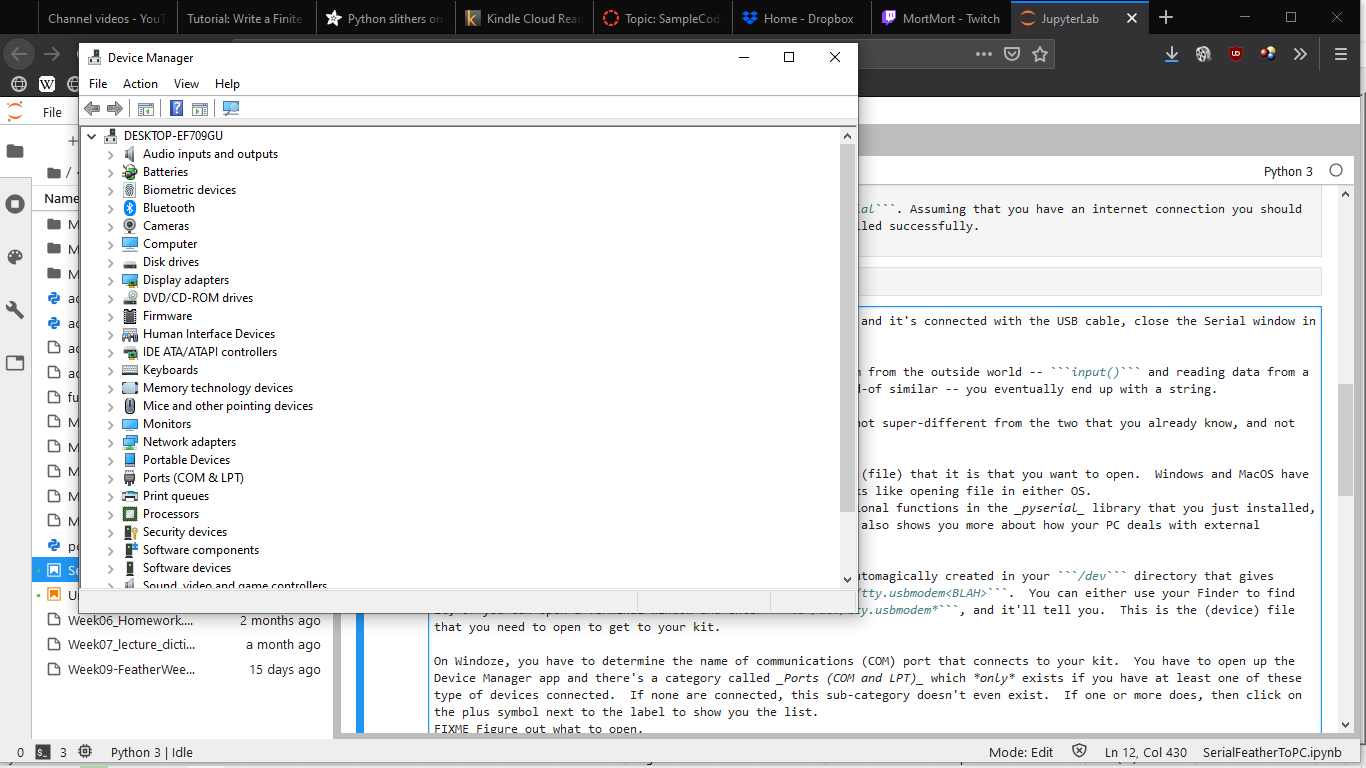 Channel videos - YouT
Tutorial: Write a Finite
Python slithers on
Kindle Cloud Read
Topic: SampleCod
Home - Dropbox
MortMort - Twitch
JupyterLab
Device Manager
File Action View Help
DESKTOP-EF709GU
Audio inputs and outputs
Batteries
Biometric devices
Bluetooth
Cameras
Computer
Disk drives
Display adapters
DVD/CD-ROM drives
Firmware
Human Interface Devices
IDE ATA/ATAPI controllers
Keyboards
Memory technology devices
Mice and other pointing devices
Monitors
Network adapters
Portable Devices
Ports (COM & LPT)
Print queues
Processors
Security devices
Software components
Software devices
Sound, video and game controllers
File
/
Name
M
M
M
ad
ad
ad
ad
fu
M
M
M
M
M
po
Se
U
Week06_Homework.... 2 months ago
Week07_lecture_dicti... a month ago
Week09-FeatherWee... 15 days ago
Python 3
ial```. Assuming that you have an internet connection you should
led successfully.
and it's connected with the USB cable, close the Serial window in
from the outside world -- ```input()``` and reading data from a
d-of similar -- you eventually end up with a string.
not super-different from the two that you already know, and not
(file) that it is that you want to open. Windows and MacOS have
ks like opening file in either OS.
ional functions in the _pyserial_ library that you just installed,
also shows you more about how your PC deals with external
utomagically created in your ```/dev``` directory that gives
tty.usbmodem<BLAH>```. You can either use your Finder to find
ty.usbmodem*```, and it'll tell you. This is the (device) file
that you need to open to get to your kit.
On Windoze, you have to determine the name of communications (COM) port that connects to your kit. You have to open up the
Device Manager app and there's a category called _Ports (COM and LPT)_ which *only* exists if you have at least one of these
type of devices connected. If none are connected, this sub-category doesn't even exist. If one or more does, then click on
the plus symbol next to the label to show you the list.
FIXME Figure out what to open.
0 3 Python 3 | Idle Mode: Edit Ln 12, Col 430 SerialFeatherToPC.ipynb